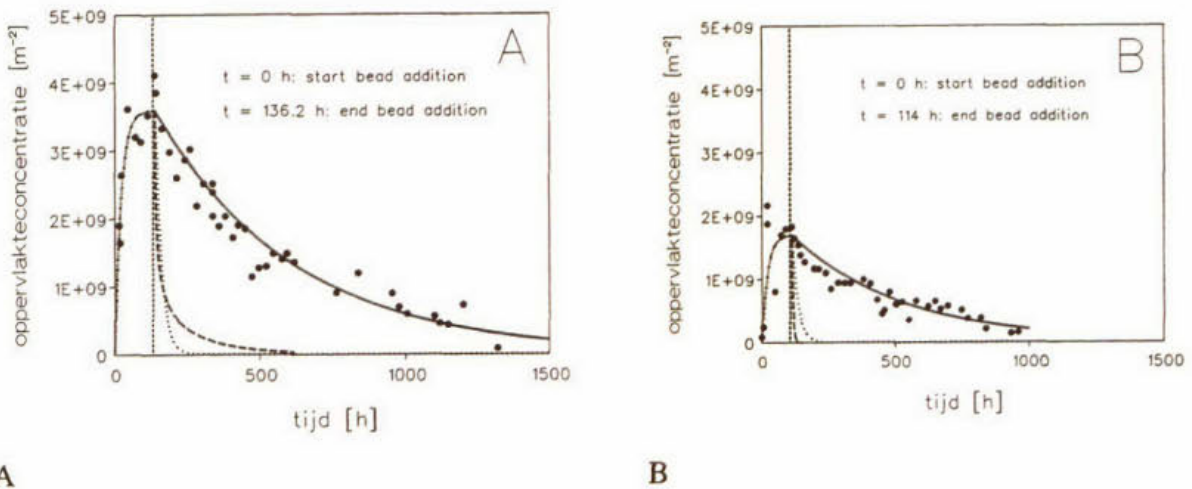 5E+09
4E+09
3E+09
2E+09
1E+09
0
oppervlakteconcentratie [m⁻²]
A
t = 0 h: start bead addition
t = 136.2 h: end bead addition
0
500
1000
1500
tijd [h]
A
5E+09
4E+09
3E+09
2E+09
1E+09
0
oppervlakteconcentratie [m⁻²]
B
t = 0 h: start bead addition
t = 114 h: end bead addition
0
500
1000
1500
tijd [h]
B